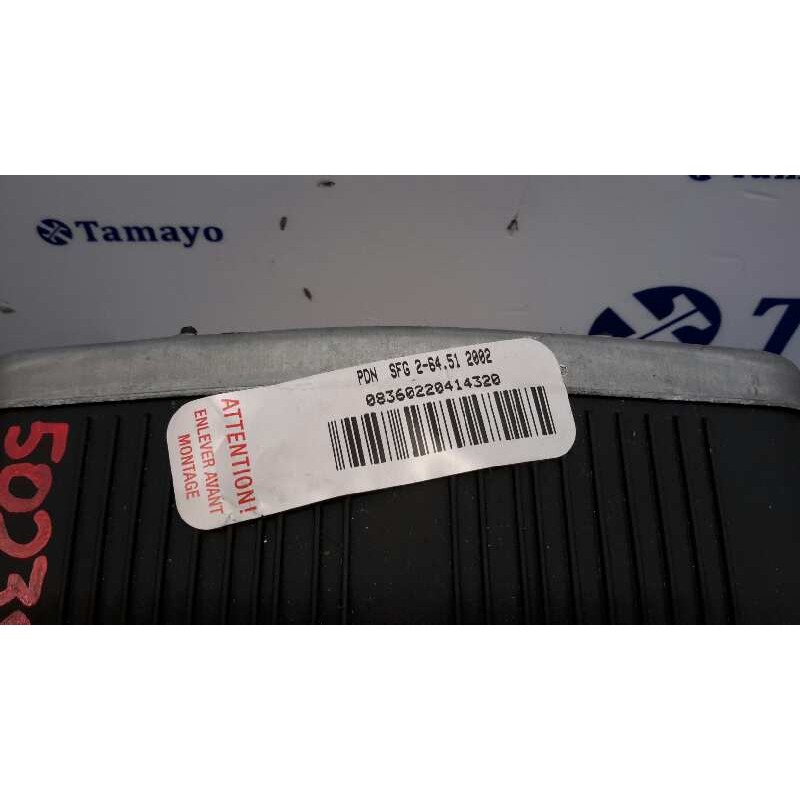 Tamayo
T
PDN SFG 2-64.51 2002
08360220414320
ATTENTION!
ENLEVER AVANT
MONTAGE